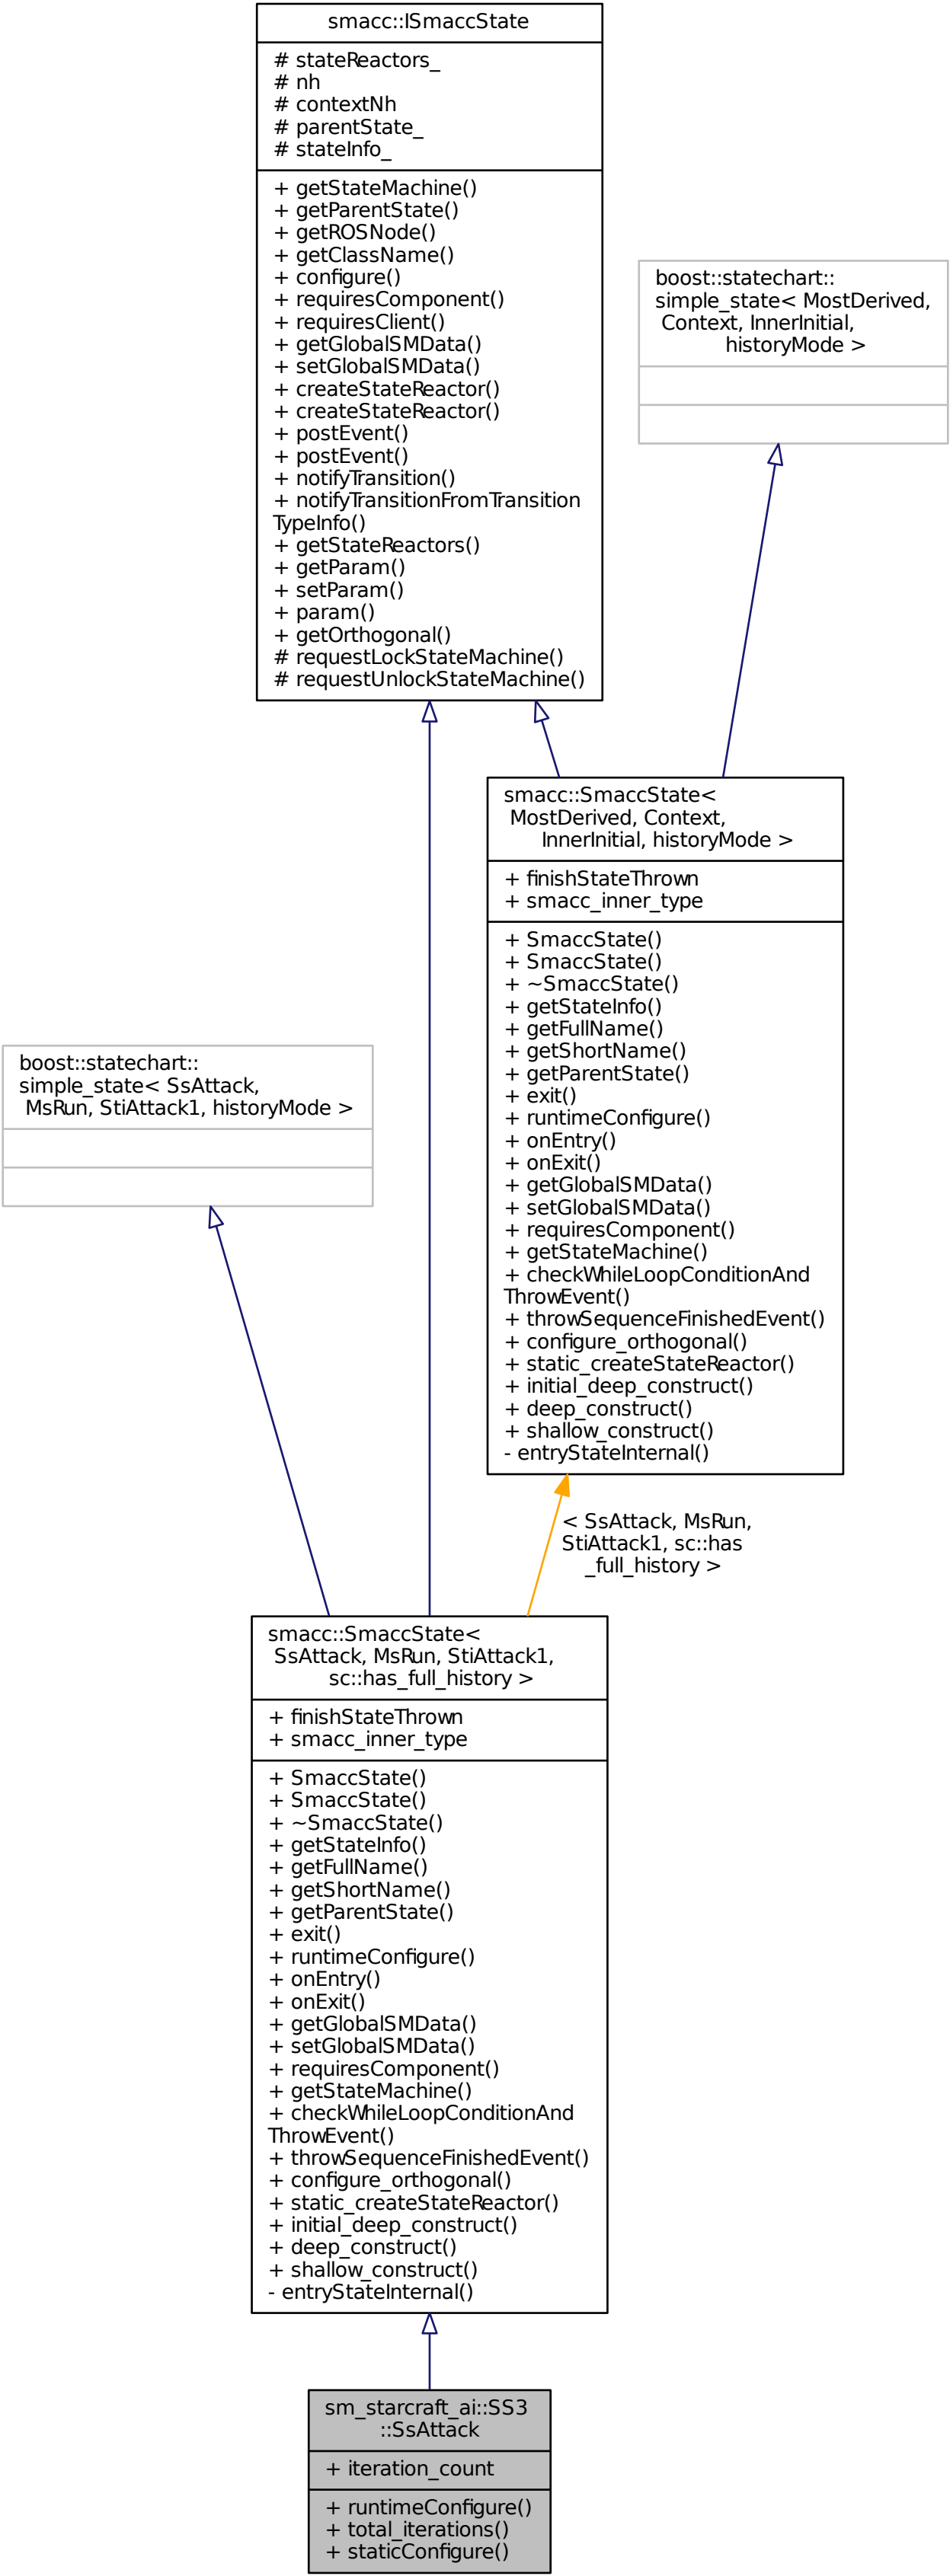 smacc::ISmaccState
# stateReactors_
# nh
# contextNh
# parentState_
# stateInfo_
+ getStateMachine()
+ getParentState()
+ getROSNode()
+ getClassName()
+ configure()
+ requiresComponent()
+ requiresClient()
+ getGlobalSMData()
+ setGlobalSMData()
+ createStateReactor()
+ createStateReactor()
+ postEvent()
+ postEvent()
+ notifyTransition()
+ notifyTransitionFromTransition
TypeInfo()
+ getStateReactors()
+ getParam()
+ setParam()
+ param()
+ getOrthogonal()
# requestLockStateMachine()
# requestUnlockStateMachine()
boost::statechart::
simple_state< MostDerived,
Context, InnerInitial,
historyMode >
smacc::SmaccState<
MostDerived, Context,
InnerInitial, historyMode >
+ finishStateThrown
+ smacc_inner_type
+ SmaccState()
+ SmaccState()
+ ~SmaccState()
+ getStateInfo()
+ getFullName()
+ getShortName()
+ getParentState()
+ exit()
+ runtimeConfigure()
+ onEntry()
+ onExit()
+ getGlobalSMData()
+ setGlobalSMData()
+ requiresComponent()
+ getStateMachine()
+ checkWhileLoopConditionAnd
ThrowEvent()
+ throwSequenceFinishedEvent()
+ configure_orthogonal()
+ static_createStateReactor()
+ initial_deep_construct()
+ deep_construct()
+ shallow_construct()
- entryStateInternal()
boost::statechart::
simple_state< SsAttack,
MsRun, StiAttack1, historyMode >
< SsAttack, MsRun,
StiAttack1, sc::has
_full_history >
smacc::SmaccState<
SsAttack, MsRun, StiAttack1,
sc::has_full_history >
+ finishStateThrown
+ smacc_inner_type
+ SmaccState()
+ SmaccState()
+ ~SmaccState()
+ getStateInfo()
+ getFullName()
+ getShortName()
+ getParentState()
+ exit()
+ runtimeConfigure()
+ onEntry()
+ onExit()
+ getGlobalSMData()
+ setGlobalSMData()
+ requiresComponent()
+ getStateMachine()
+ checkWhileLoopConditionAnd
ThrowEvent()
+ throwSequenceFinishedEvent()
+ configure_orthogonal()
+ static_createStateReactor()
+ initial_deep_construct()
+ deep_construct()
+ shallow_construct()
- entryStateInternal()
sm_starcraft_ai::SS3
::SsAttack
+ iteration_count
+ runtimeConfigure()
+ total_iterations()
+ staticConfigure()